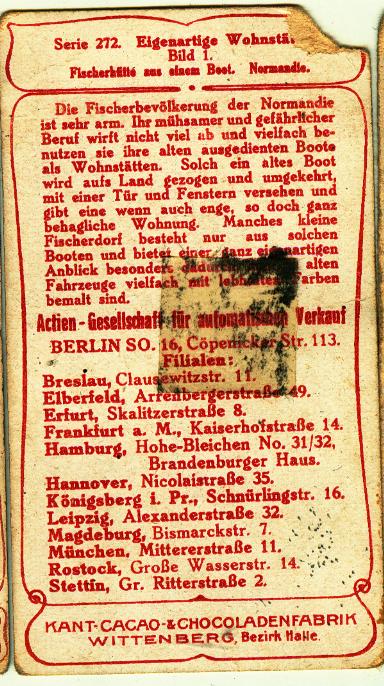 Serie 272. Eigenartige
Bild 1.
Fischerhütte aus einem Boot. Normandie.
Die Fischerbevölkerung der Normandie
ist sehr arm. Ihr mühsamer und gefährlicher
Beruf wirft nicht viel ab und vielfach be-
nutzen sie ihre alten ausgedienten Boote
als Wohnstätten. Solch ein altes Boot
wird aufs Land gezogen und umgekehrt,
mit einer Tür und Fenstern versehen und
gibt eine wenn auch enge, so doch ganz
behagliche Wohnung. Manches kleine
Fischerdorf besteht nur aus solchen
Booten und bietet einen ganz eigenartigen
Anblick besonders dadurch alten
Fahrzeuge vielfach mit lebhaften Farben
bemalt sind.
Actien-Gesellschaft für automatischen Verkauf
BERLIN SO. 16, Cöpenicker Str. 113.
Filialen:
Breslau, Clausewitzstr. 11.
Elberfeld, Arrenbergerstraße 49.
Erfurt, Skalitzerstraße 8.
Frankfurt a. M., Kaiserhofstraße 14.
Hamburg, Hohe-Bleichen No. 31/32,
Brandenburger Haus.
Hannover, Nicolaistraße 35.
Königsberg i. Pr., Schnürlingstr. 16.
Leipzig, Alexanderstraße 32.
Magdeburg, Bismarckstr. 7.
München, Mittererstraße 11.
Rostock, Große Wasserstr. 14.
Stettin, Gr. Ritterstraße 2.
KANT-CACAO-&CHOCOLADENFABRIK
WITTENBERG, Bezirk Halle.